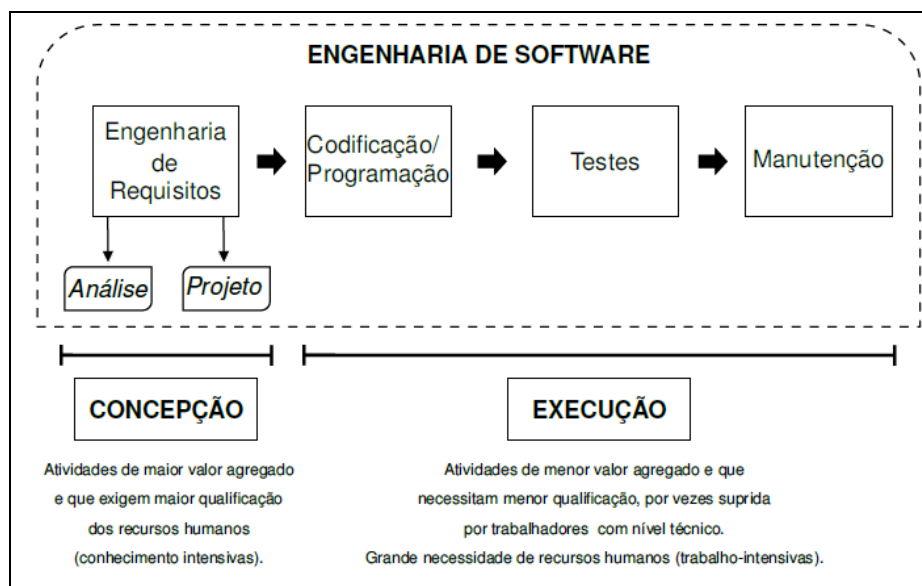 ENGENHARIA DE SOFTWARE
Engenharia
de
Requisitos
Codificação/
Programação
Testes
Manutenção
Análise
Projeto
CONCEPÇÃO
Atividades de maior valor agregado
e que exigem maior qualificação
dos recursos humanos
(conhecimento intensivas).
EXECUÇÃO
Atividades de menor valor agregado e que
necessitam menor qualificação, por vezes suprida
por trabalhadores com nível técnico.
Grande necessidade de recursos humanos (trabalho-intensivas).